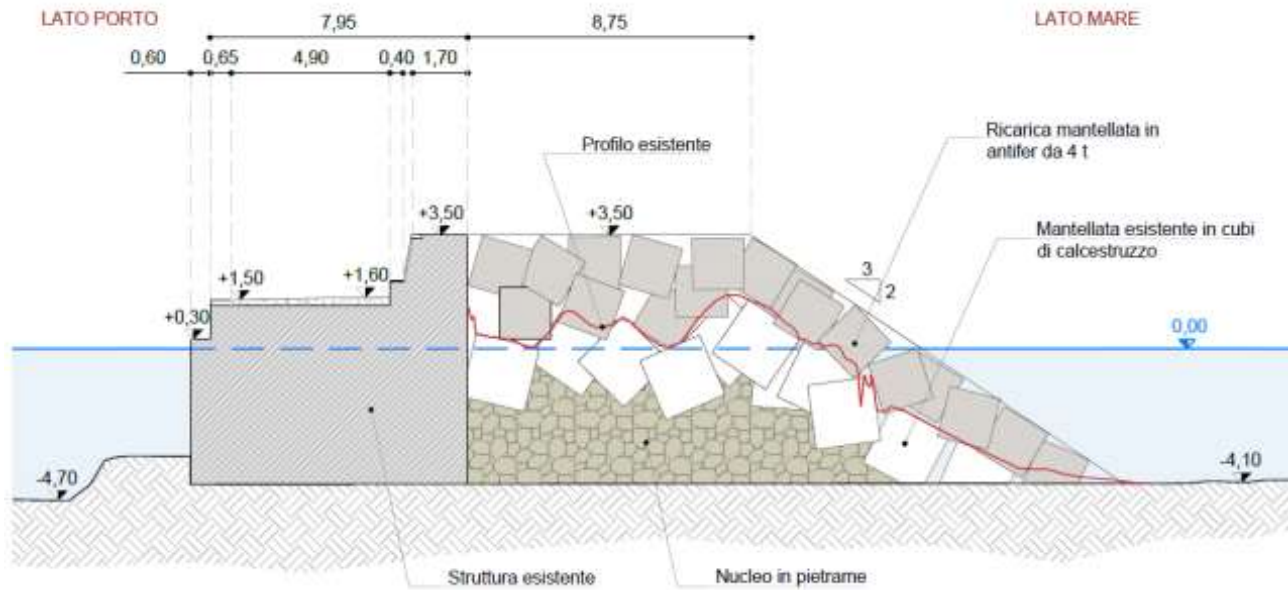 LATO PORTO
7,95
8,75
LATO MARE
0,60
0,65
4,90
0,40
1,70
Ricarica mantellata in
antifer da 4 t
Profilo esistente
+3,50
+3,50
Mantellata esistente in cubi
di calcestruzzo
3
2
+1,50
+1,60
+0,30
0,00
-4,70
-4,10
Struttura esistente
Nucleo in pietrame